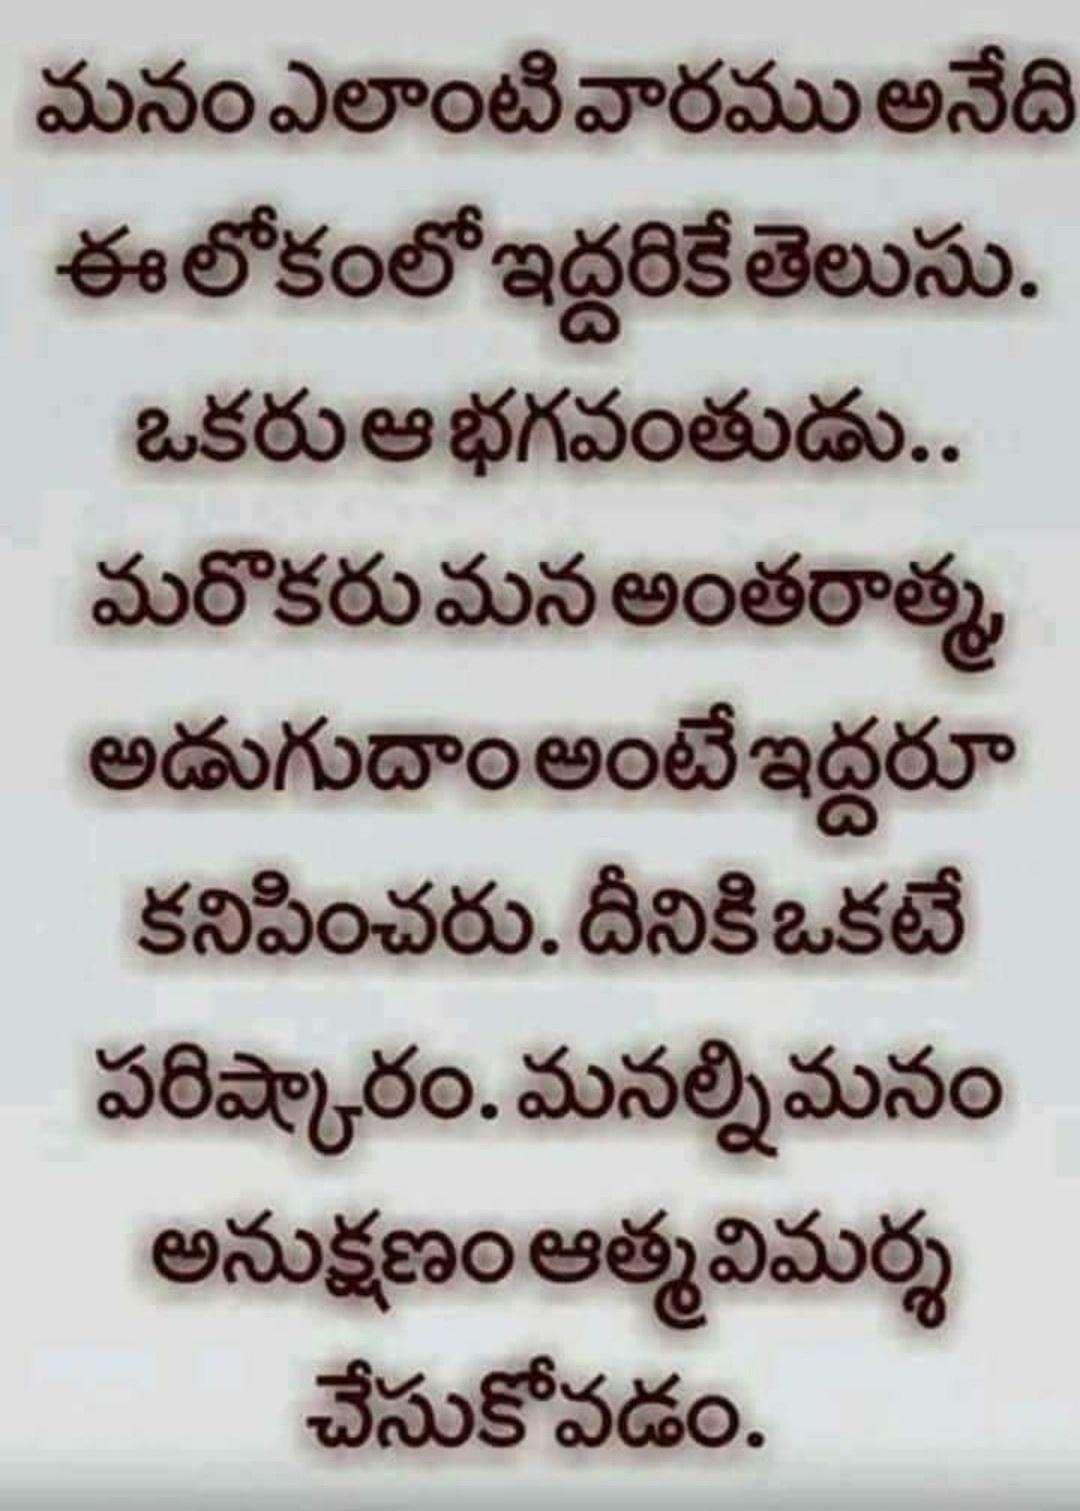 మనం ఎలాంటి వారము అనేది
ఈ లోకంలో ఇద్దరికే తెలుసు.
ఒకరు ఆ భగవంతుడు..
మరొకరు మన అంతరాత్మ,
అడుగుదాం అంటే ఇద్దరూ
కనిపించరు. దీనికి ఒకటే
పరిష్కారం. మనల్ని మనం
అనుక్షణం ఆత్మవిమర్శ
చేసుకోవడం.